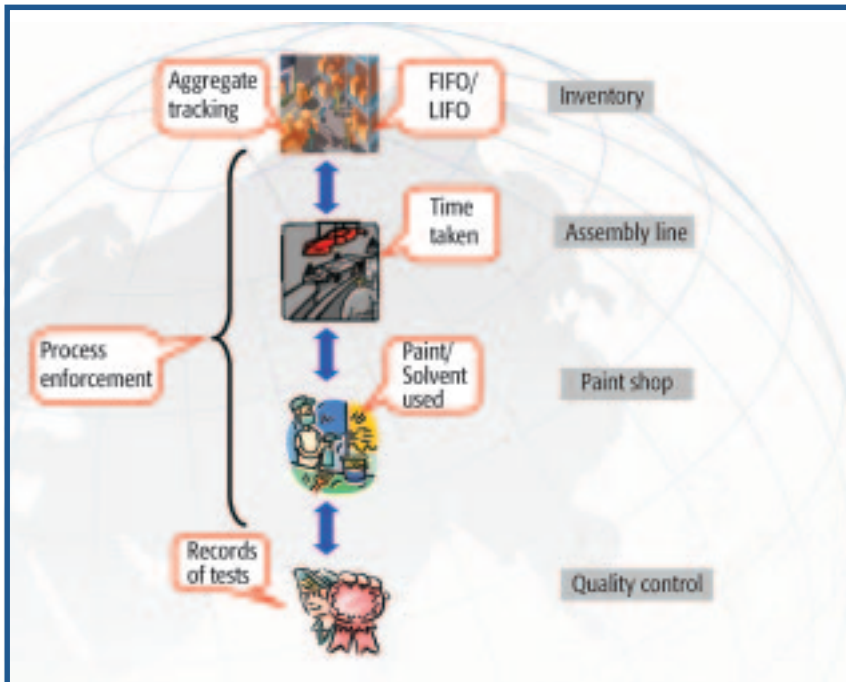 Aggregate
tracking
FIFO/
LIFO
Inventory
Time
taken
Assembly line
Process
enforcement
Paint/
Solvent
used
Paint shop
Records
of tests
Quality control